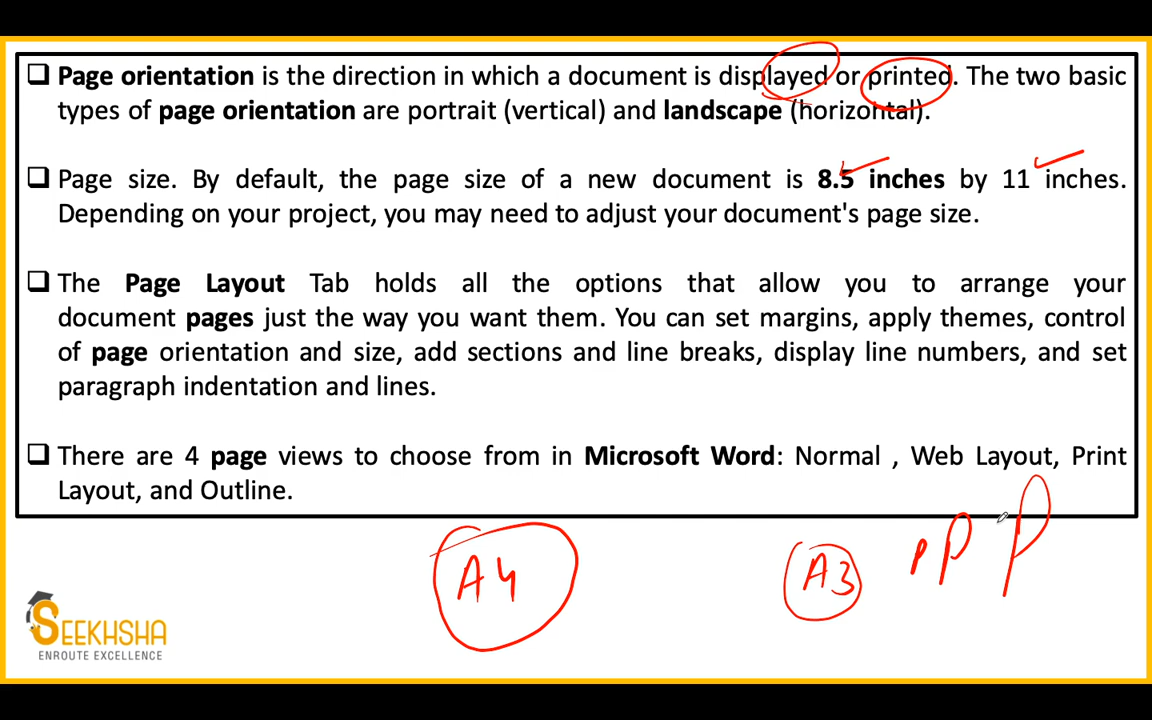 ❑ Page orientation is the direction in which a document is displayed or printed. The two basic
types of page orientation are portrait (vertical) and landscape (horizontal).
❑ Page size. By default, the page size of a new document is 8.5 inches by 11 inches.
Depending on your project, you may need to adjust your document's page size.
❑ The Page Layout Tab holds all the options that allow you to arrange your
document pages just the way you want them. You can set margins, apply themes, control
of page orientation and size, add sections and line breaks, display line numbers, and set
paragraph indentation and lines.
❑ There are 4 page views to choose from in Microsoft Word: Normal , Web Layout, Print
Layout, and Outline.
A4 A3 P P P
SEEKHSHA
ENROUTE EXCELLENCE